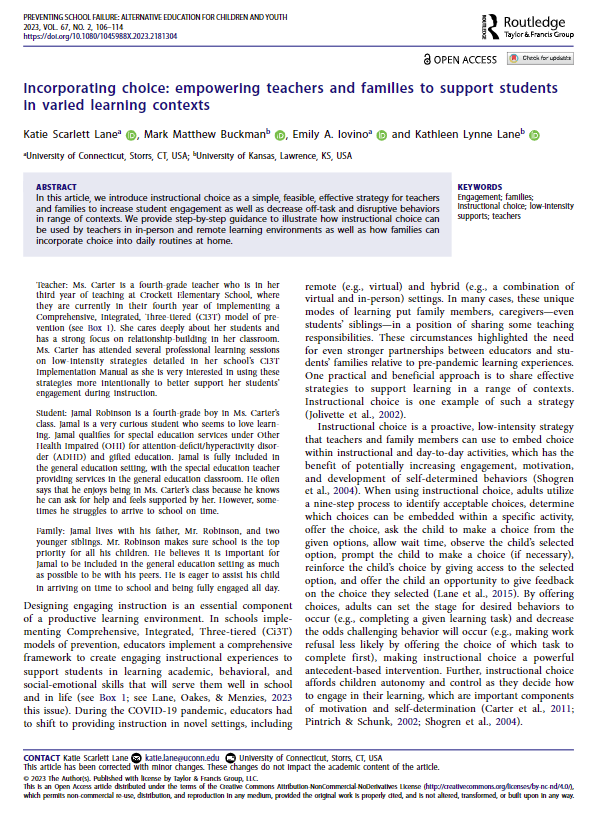 PREVENTING SCHOOL FAILURE: ALTERNATIVE EDUCATION FOR CHILDREN AND YOUTH
2023, VOL. 67, NO. 2, 106–114
https://doi.org/10.1080/1045988X.2023.2181304
Routledge
Taylor & Francis Group
ROUTLEDGE
OPEN ACCESS
Check for updates
Incorporating choice: empowering teachers and families to support students
in varied learning contexts
Katie Scarlett Laneᵃ, Mark Matthew Buckmanᵇ, Emily A. Iovinoᵃ and Kathleen Lynne Laneᵇ
ᵃUniversity of Connecticut, Storrs, CT, USA; ᵇUniversity of Kansas, Lawrence, KS, USA
ABSTRACT
In this article, we introduce instructional choice as a simple, feasible, effective strategy for teachers
and families to increase student engagement as well as decrease off-task and disruptive behaviors
in range of contexts. We provide step-by-step guidance to illustrate how instructional choice can
be used by teachers in in-person and remote learning environments as well as how families can
incorporate choice into daily routines at home.
KEYWORDS
Engagement; families;
instructional choice; low-intensity
supports; teachers
Teacher: Ms. Carter is a fourth-grade teacher who is in her
third year of teaching at Crockett Elementary School, where
they are currently in their fourth year of implementing a
Comprehensive, Integrated, Three-tiered (Ci3T) model of pre-
vention (see Box 1). She cares deeply about her students and
has a strong focus on relationship-building in her classroom.
Ms. Carter has attended several professional learning sessions
on low-intensity strategies detailed in her school's Ci3T
Implementation Manual as she is very interested in using these
strategies more intentionally to better support her students'
engagement during instruction.
Student: Jamal Robinson is a fourth-grade boy in Ms. Carter's
class. Jamal is a very curious student who seems to love learn-
ing. Jamal qualifies for special education services under Other
Health Impaired (OHI) for attention-deficit/hyperactivity disor-
der (ADHD) and gifted education. Jamal is fully included in
the general education setting, with the special education teacher
providing services in the general education classroom. He often
says that he enjoys being in Ms. Carter's class because he knows
he can ask for help and feels supported by her. However, some-
times he struggles to arrive to school on time.
Family: Jamal lives with his father, Mr. Robinson, and two
younger siblings. Mr. Robinson makes sure school is the top
priority for all his children. He believes it is important for
Jamal to be included in the general education setting as much
as possible to be with his peers. He is eager to assist his child
in arriving on time to school and being fully engaged all day.
Designing engaging instruction is an essential component
of a productive learning environment. In schools imple-
menting Comprehensive, Integrated, Three-tiered (Ci3T)
models of prevention, educators implement a comprehensive
framework to create engaging instructional experiences to
support students in learning academic, behavioral, and
social-emotional skills that will serve them well in school
and in life (see Box 1; see Lane, Oakes, & Menzies, 2023
this issue). During the COVID-19 pandemic, educators had
to shift to providing instruction in novel settings, including
remote (e.g., virtual) and hybrid (e.g., a combination of
virtual and in-person) settings. In many cases, these unique
modes of learning put family members, caregivers—even
students' siblings—in a position of sharing some teaching
responsibilities. These circumstances highlighted the need
for even stronger partnerships between educators and stu-
dents' families relative to pre-pandemic learning experiences.
One practical and beneficial approach is to share effective
strategies to support learning in a range of contexts.
Instructional choice is one example of such a strategy
(Jolivette et al., 2002).
Instructional choice is a proactive, low-intensity strategy
that teachers and family members can use to embed choice
within instructional and day-to-day activities, which has the
benefit of potentially increasing engagement, motivation,
and development of self-determined behaviors (Shogren
et al., 2004). When using instructional choice, adults utilize
a nine-step process to identify acceptable choices, determine
which choices can be embedded within a specific activity,
offer the choice, ask the child to make a choice from the
given options, allow wait time, observe the child's selected
option, prompt the child to make a choice (if necessary),
reinforce the child's choice by giving access to the selected
option, and offer the child an opportunity to give feedback
on the choice they selected (Lane et al., 2015). By offering
choices, adults can set the stage for desired behaviors to
occur (e.g., completing a given learning task) and decrease
the odds challenging behavior will occur (e.g., making work
refusal less likely by offering the choice of which task to
complete first), making instructional choice a powerful
antecedent-based intervention. Further, instructional choice
affords children autonomy and control as they decide how
to engage in their learning, which are important components
of motivation and self-determination (Carter et al., 2011;
Pintrich & Schunk, 2002; Shogren et al., 2004).
CONTACT Katie Scarlett Lane katie.lane@uconn.edu University of Connecticut, Storrs, CT, USA
This article has been corrected with minor changes. These changes do not impact the academic content of the article.
© 2023 The Author(s). Published with license by Taylor & Francis Group, LLC.
This is an Open Access article distributed under the terms of the Creative Commons Attribution-NonCommercial-NoDerivatives License (http://creativecommons.org/licenses/by-nc-nd/4.0/),
which permits non-commercial re-use, distribution, and reproduction in any medium, provided the original work is properly cited, and is not altered, transformed, or built upon in any way.